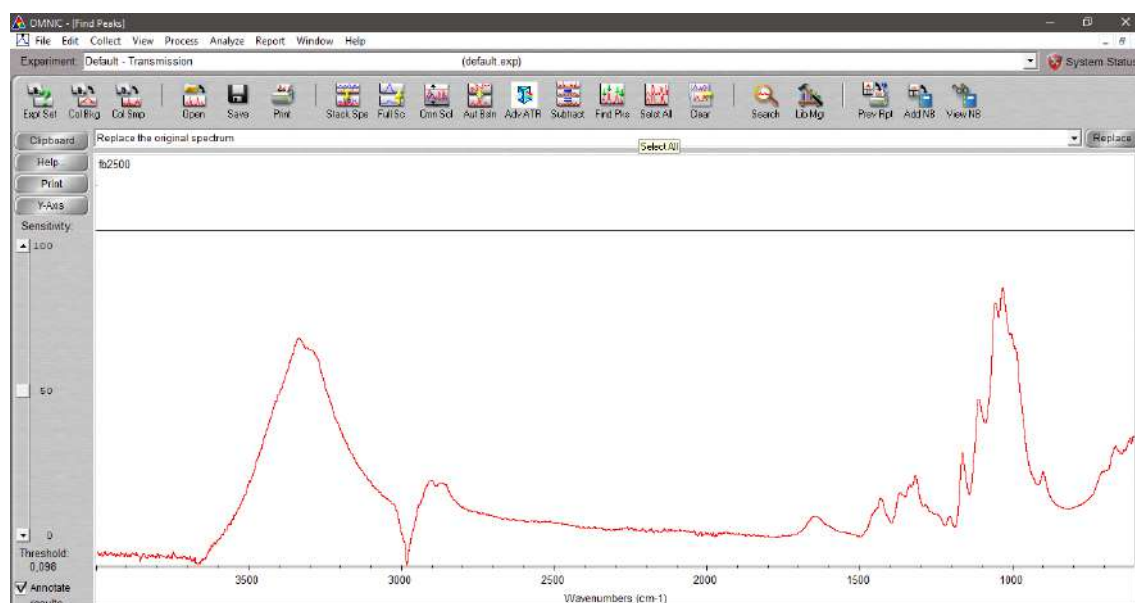 OMNIC - [Find Peaks]
File Edit Collect View Process Analyze Report Window Help
Experiment: Default - Transmission (default.exp) System Status
Expt Set Col Bkg Col Smp Open Save Print Stack Spe Full Sc Cmn Scl Aut Bsln Adv ATR Subtract Find Pks Selct All Clear Search Lib Mg Prev Rpt Add NB View NB
Clipboard Replace the original spectrum Replace
Select All
Help fb2500
Print
Y-Axis
Sensitivity:
100
50
0
Threshold:
0,098
Annotate
results
3500 3000 2500 2000 1500 1000
Wavenumbers (cm-1)